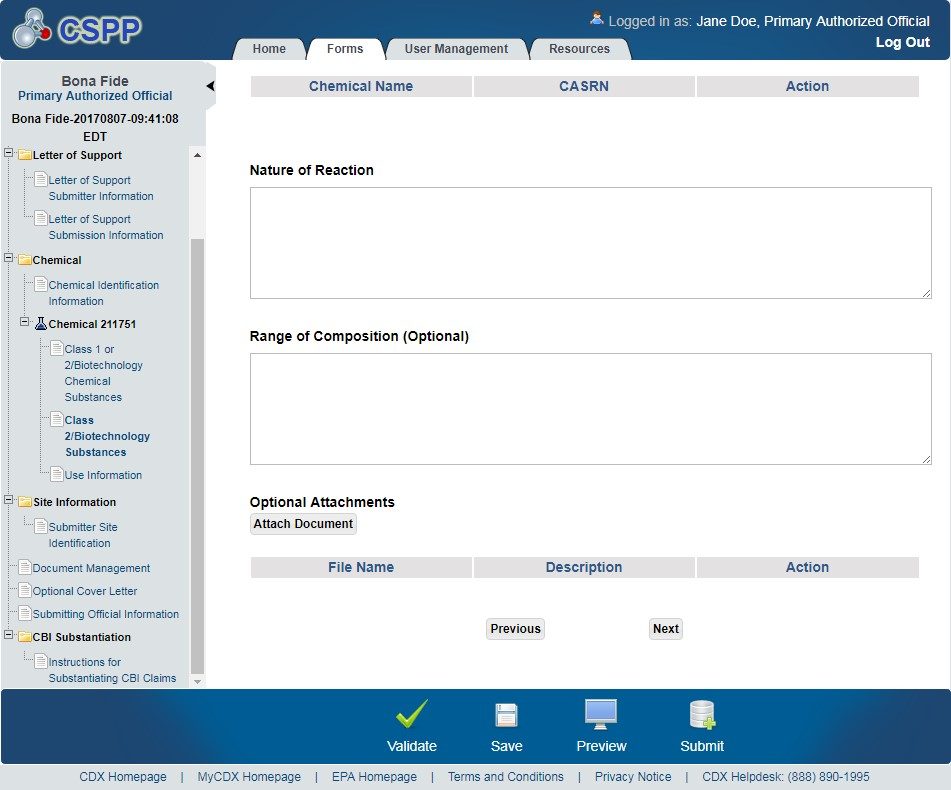 CSPP
Logged in as: Jane Doe, Primary Authorized Official
Log Out
Home Forms User Management Resources
Bona Fide
Primary Authorized Official
Bona Fide-20170807-09:41:08
EDT
Letter of Support
Letter of Support
Submitter Information
Letter of Support
Submission Information
Chemical
Chemical Identification
Information
Chemical 211751
Class 1 or
2/Biotechnology
Chemical
Substances
Class
2/Biotechnology
Substances
Use Information
Site Information
Submitter Site
Identification
Document Management
Optional Cover Letter
Submitting Official Information
CBI Substantiation
Instructions for
Substantiating CBI Claims
Chemical Name CASRN Action
Nature of Reaction
Range of Composition (Optional)
Optional Attachments
Attach Document
File Name Description Action
Previous Next
Validate Save Preview Submit
CDX Homepage | MyCDX Homepage | EPA Homepage | Terms and Conditions | Privacy Notice | CDX Helpdesk: (888) 890-1995